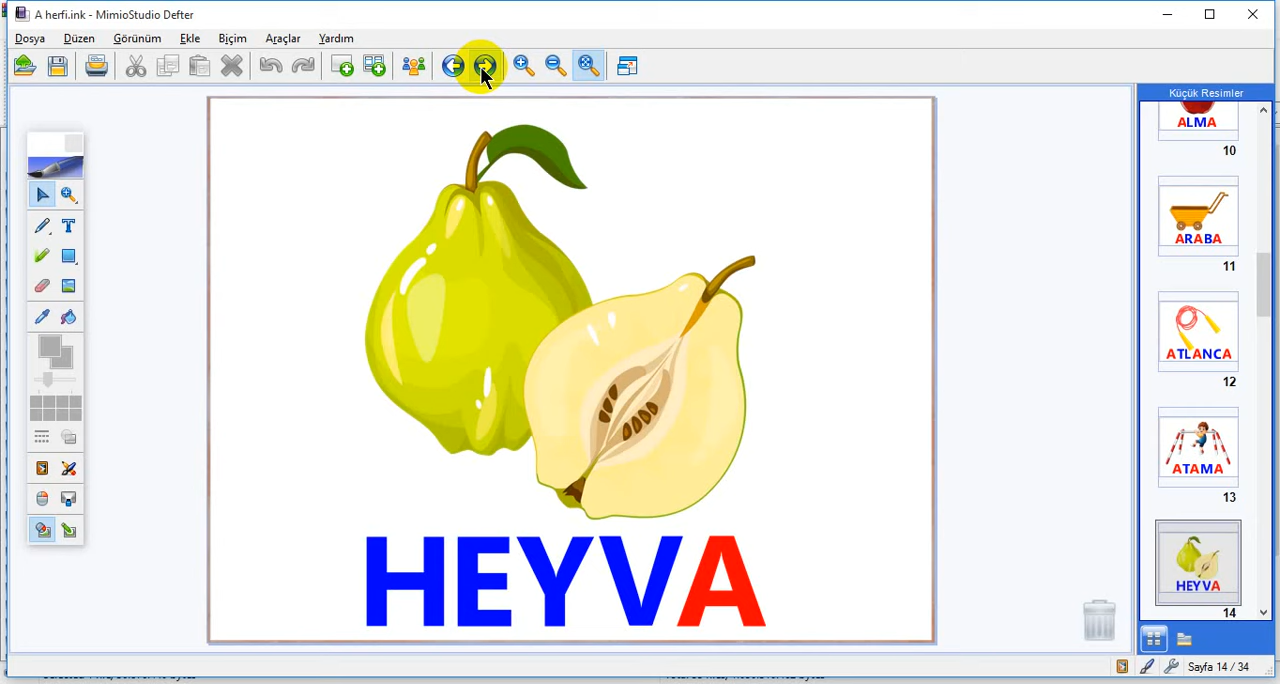 A herfi.ink - MimioStudio Defter
Dosya Düzen Görünüm Ekle Biçim Araçlar Yardım
HEYVA
Küçük Resimler
ALMA
10
ARABA
11
ATLANCA
12
ATAMA
13
HEYVA
14
Sayfa 14 / 34